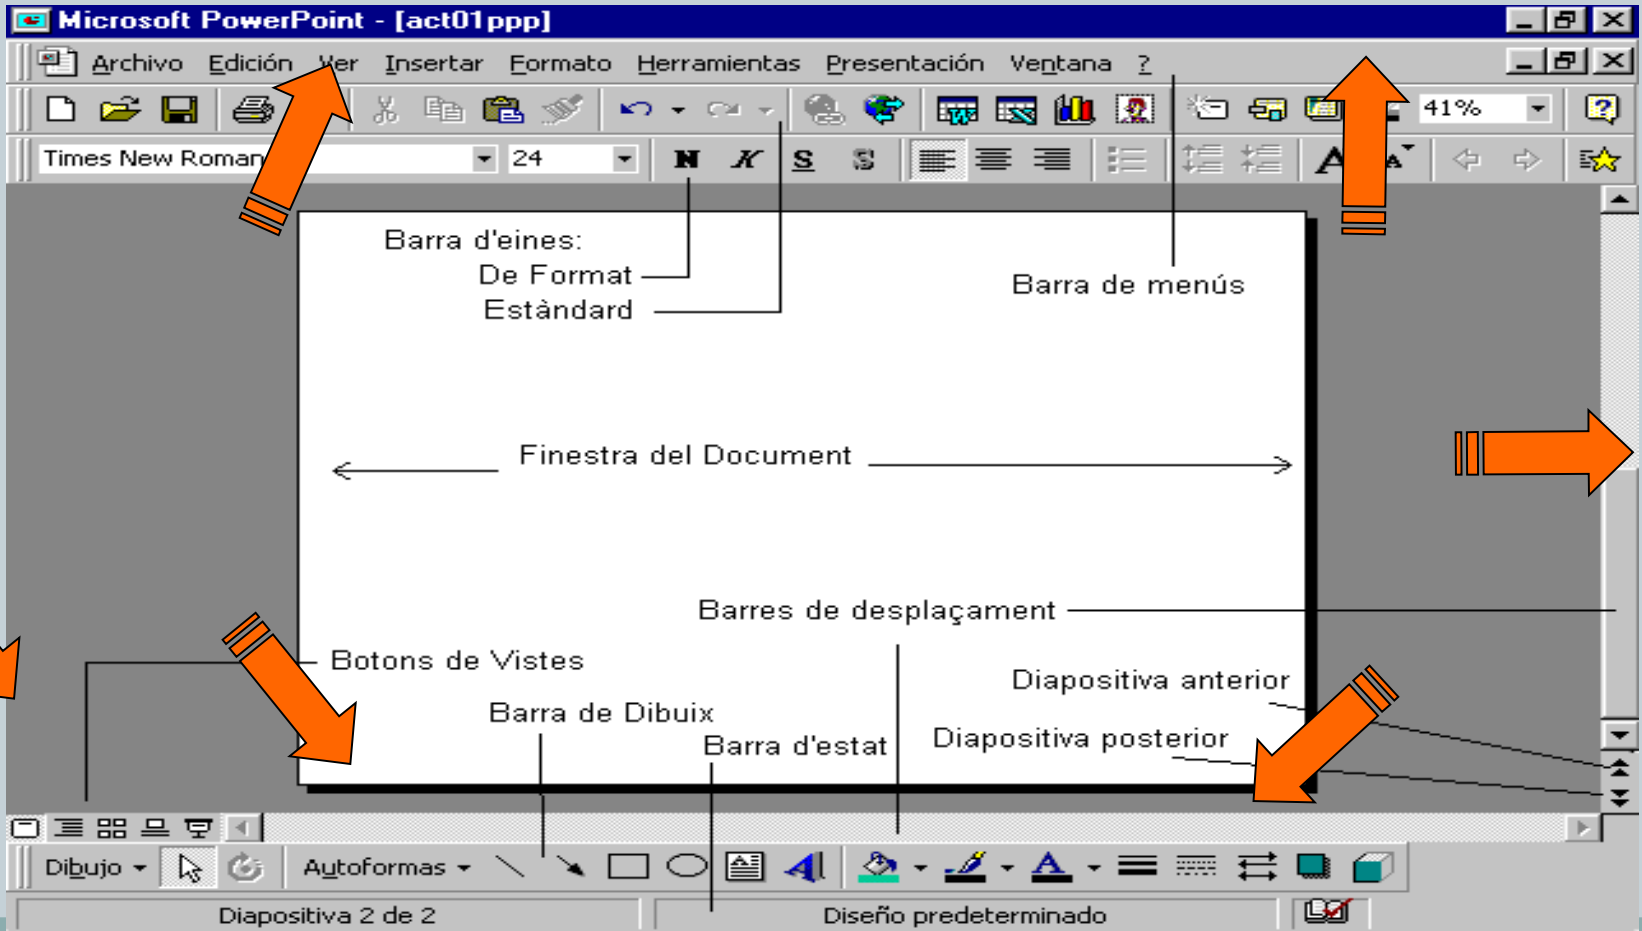 Microsoft PowerPoint - [act01ppp]
Archivo Edición Ver Insertar Formato Herramientas Presentación Ventana ?
41%
Times New Roman 24 N K S S
Barra d'eines:
De Format
Estàndard
Barra de menús
Finestra del Document
Barres de desplaçament
Botons de Vistes
Diapositiva anterior
Barra de Dibuix
Diapositiva posterior
Barra d'estat
Dibujo Autoformas
Diapositiva 2 de 2 Diseño predeterminado